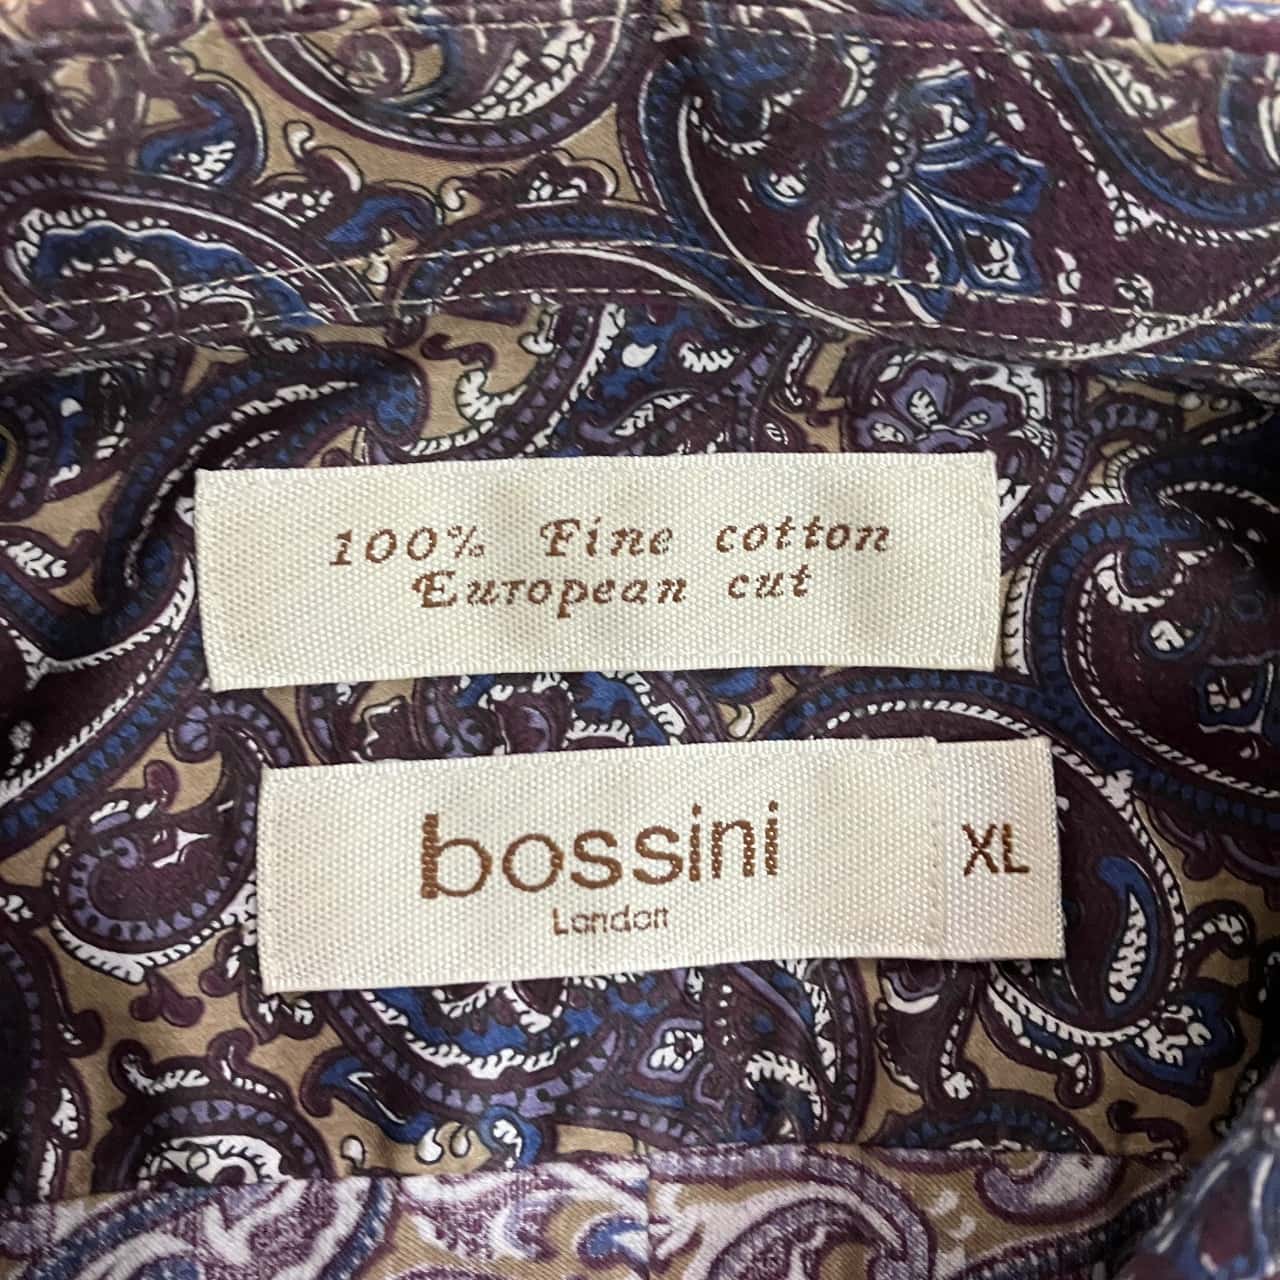 100% Fine cotton
European cut
bossini
London
XL